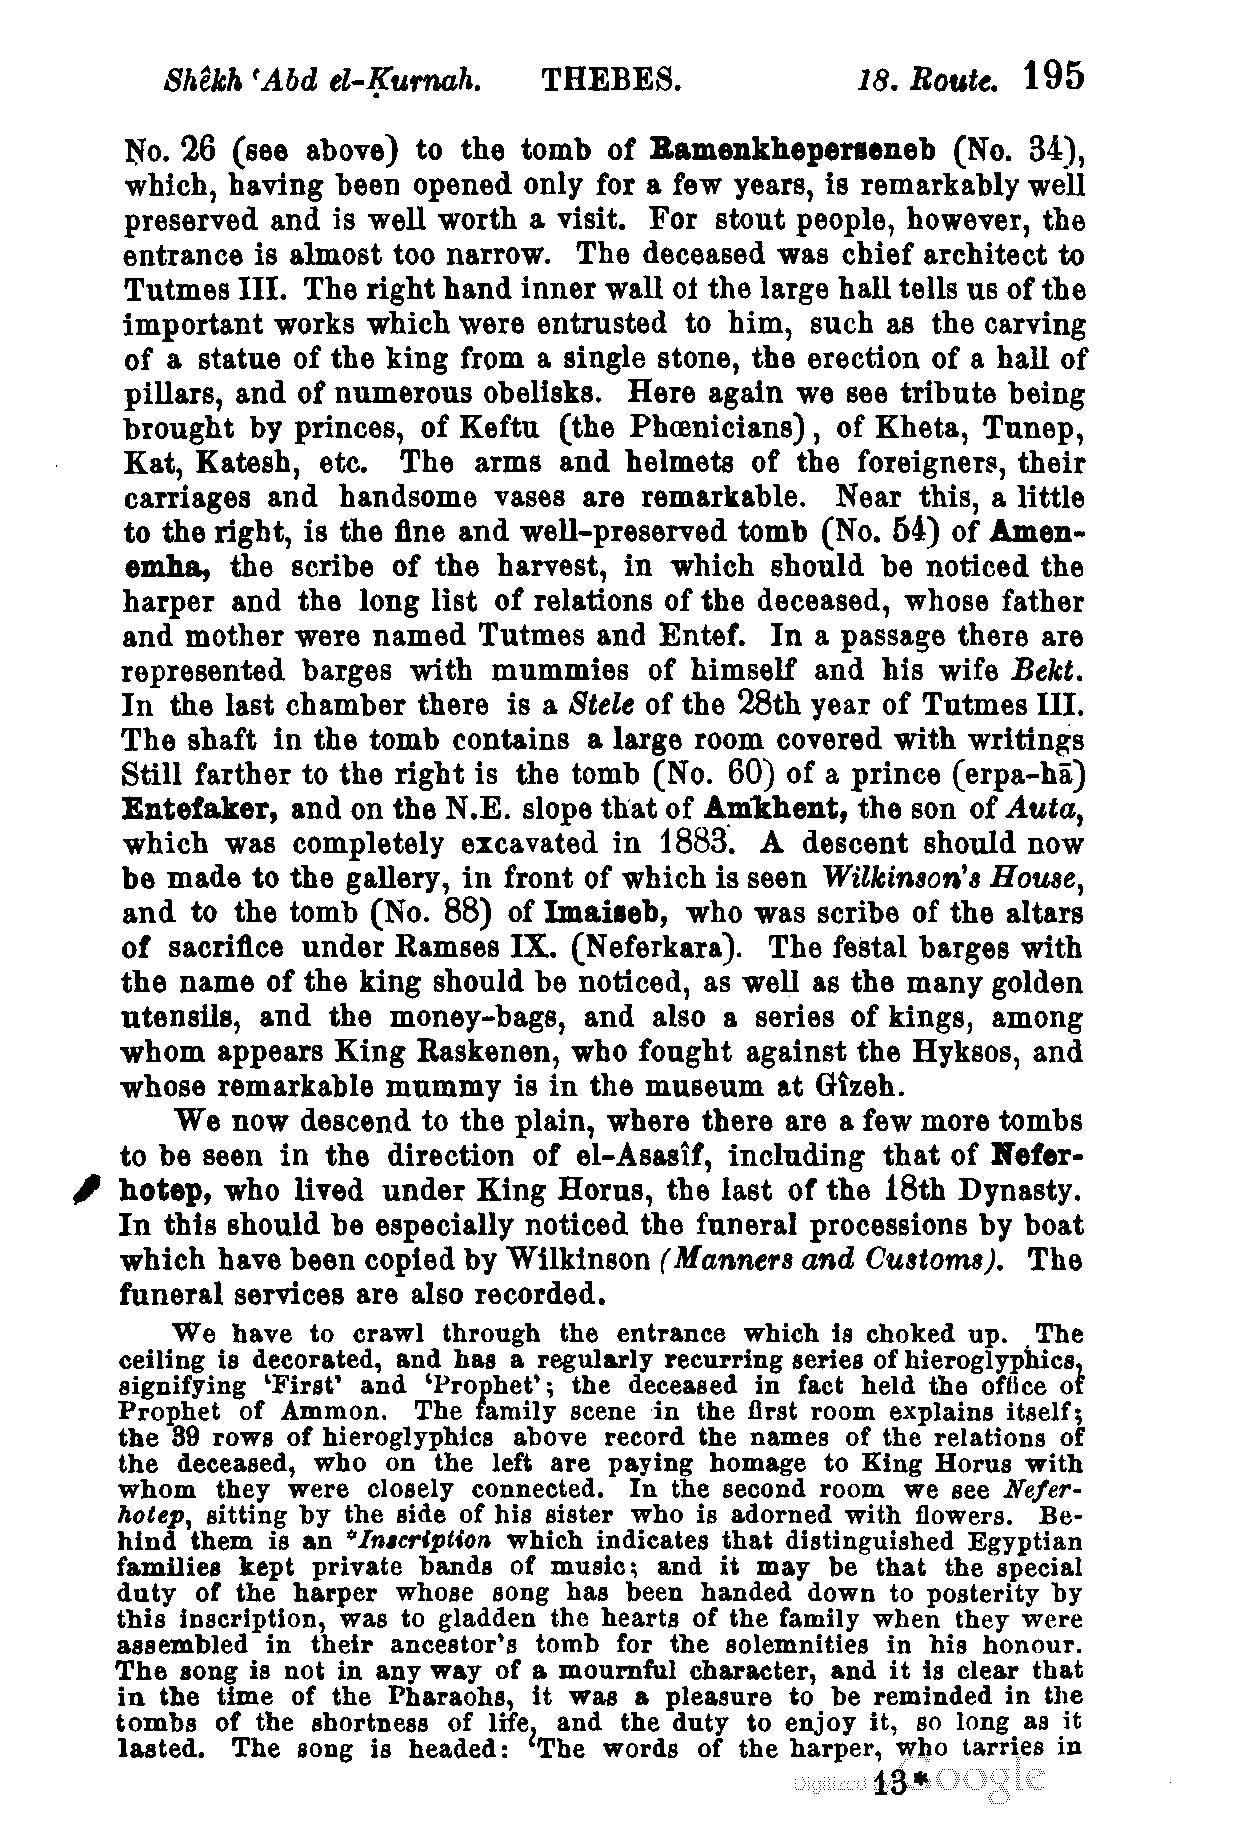 Shêkh ʿAbd el-Ḳurnah. THEBES. 18. Route. 195
No. 26 (see above) to the tomb of Ramenkheperseneb (No. 34),
which, having been opened only for a few years, is remarkably well
preserved and is well worth a visit. For stout people, however, the
entrance is almost too narrow. The deceased was chief architect to
Tutmes III. The right hand inner wall of the large hall tells us of the
important works which were entrusted to him, such as the carving
of a statue of the king from a single stone, the erection of a hall of
pillars, and of numerous obelisks. Here again we see tribute being
brought by princes, of Keftu (the Phœnicians), of Kheta, Tunep,
Kat, Katesh, etc. The arms and helmets of the foreigners, their
carriages and handsome vases are remarkable. Near this, a little
to the right, is the fine and well-preserved tomb (No. 54) of Amen-
emha, the scribe of the harvest, in which should be noticed the
harper and the long list of relations of the deceased, whose father
and mother were named Tutmes and Entef. In a passage there are
represented barges with mummies of himself and his wife Bekt.
In the last chamber there is a Stele of the 28th year of Tutmes III.
The shaft in the tomb contains a large room covered with writings
Still farther to the right is the tomb (No. 60) of a prince (erpa-hā)
Entefaker, and on the N.E. slope that of Amkhent, the son of Auta,
which was completely excavated in 1883. A descent should now
be made to the gallery, in front of which is seen Wilkinson's House,
and to the tomb (No. 88) of Imaiseb, who was scribe of the altars
of sacrifice under Ramses IX. (Neferkara). The festal barges with
the name of the king should be noticed, as well as the many golden
utensils, and the money-bags, and also a series of kings, among
whom appears King Raskenen, who fought against the Hyksos, and
whose remarkable mummy is in the museum at Gîzeh.
We now descend to the plain, where there are a few more tombs
to be seen in the direction of el-Asasîf, including that of Nefer-
hotep, who lived under King Horus, the last of the 18th Dynasty.
In this should be especially noticed the funeral processions by boat
which have been copied by Wilkinson (Manners and Customs). The
funeral services are also recorded.
We have to crawl through the entrance which is choked up. The
ceiling is decorated, and has a regularly recurring series of hieroglyphics,
signifying 'First' and 'Prophet'; the deceased in fact held the office of
Prophet of Ammon. The family scene in the first room explains itself;
the 39 rows of hieroglyphics above record the names of the relations of
the deceased, who on the left are paying homage to King Horus with
whom they were closely connected. In the second room we see Nefer-
hotep, sitting by the side of his sister who is adorned with flowers. Be-
hind them is an *Inscription which indicates that distinguished Egyptian
families kept private bands of music; and it may be that the special
duty of the harper whose song has been handed down to posterity by
this inscription, was to gladden the hearts of the family when they were
assembled in their ancestor's tomb for the solemnities in his honour.
The song is not in any way of a mournful character, and it is clear that
in the time of the Pharaohs, it was a pleasure to be reminded in the
tombs of the shortness of life, and the duty to enjoy it, so long as it
lasted. The song is headed: 'The words of the harper, who tarries in
13*
Digitized Google